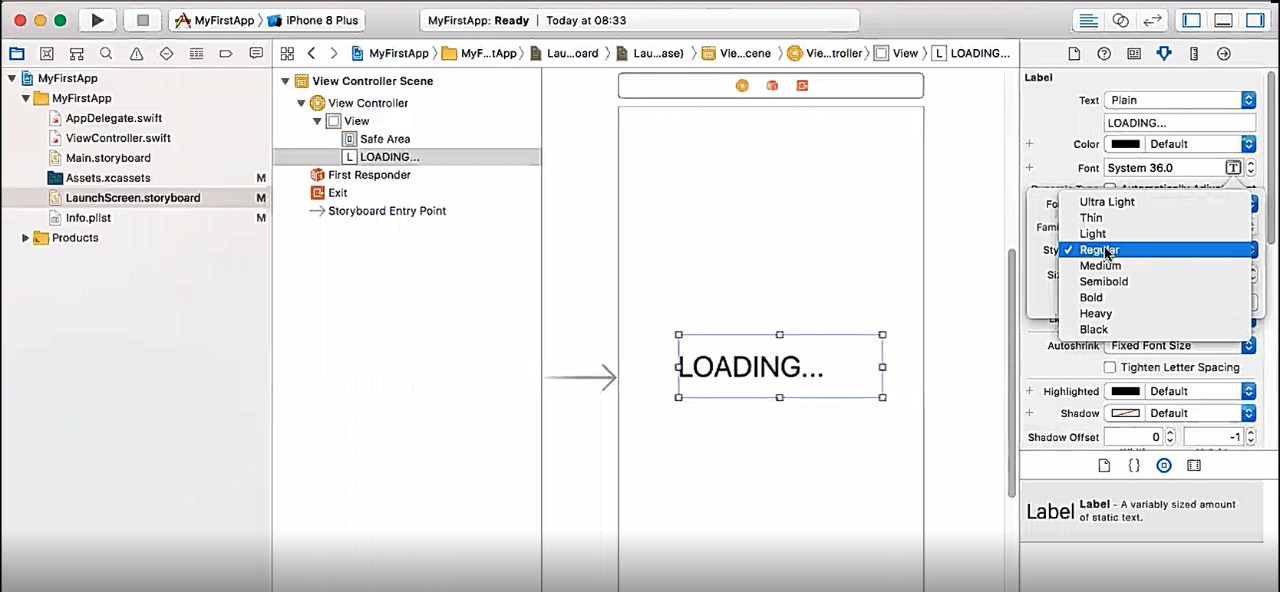 MyFirstApp iPhone 8 Plus
MyFirstApp: Ready Today at 08:33
MyFirstApp MyF...tApp Lau...oard Lau...ase) Vie...cene Vie...troller View L LOADING...
MyFirstApp
MyFirstApp
AppDelegate.swift
ViewController.swift
Main.storyboard
Assets.xcassets M
LaunchScreen.storyboard M
Info.plist M
Products
View Controller Scene
View Controller
View
Safe Area
L LOADING...
First Responder
Exit
Storyboard Entry Point
LOADING...
Label
Text Plain
LOADING...
Color Default
Font System 36.0 T
Ultra Light
Thin
Light
Regular
Medium
Semibold
Bold
Heavy
Black
Autoshrink Fixed Font Size
Tighten Letter Spacing
Highlighted Default
Shadow Default
Shadow Offset 0 -1
Label Label - A variably sized amount
of static text.